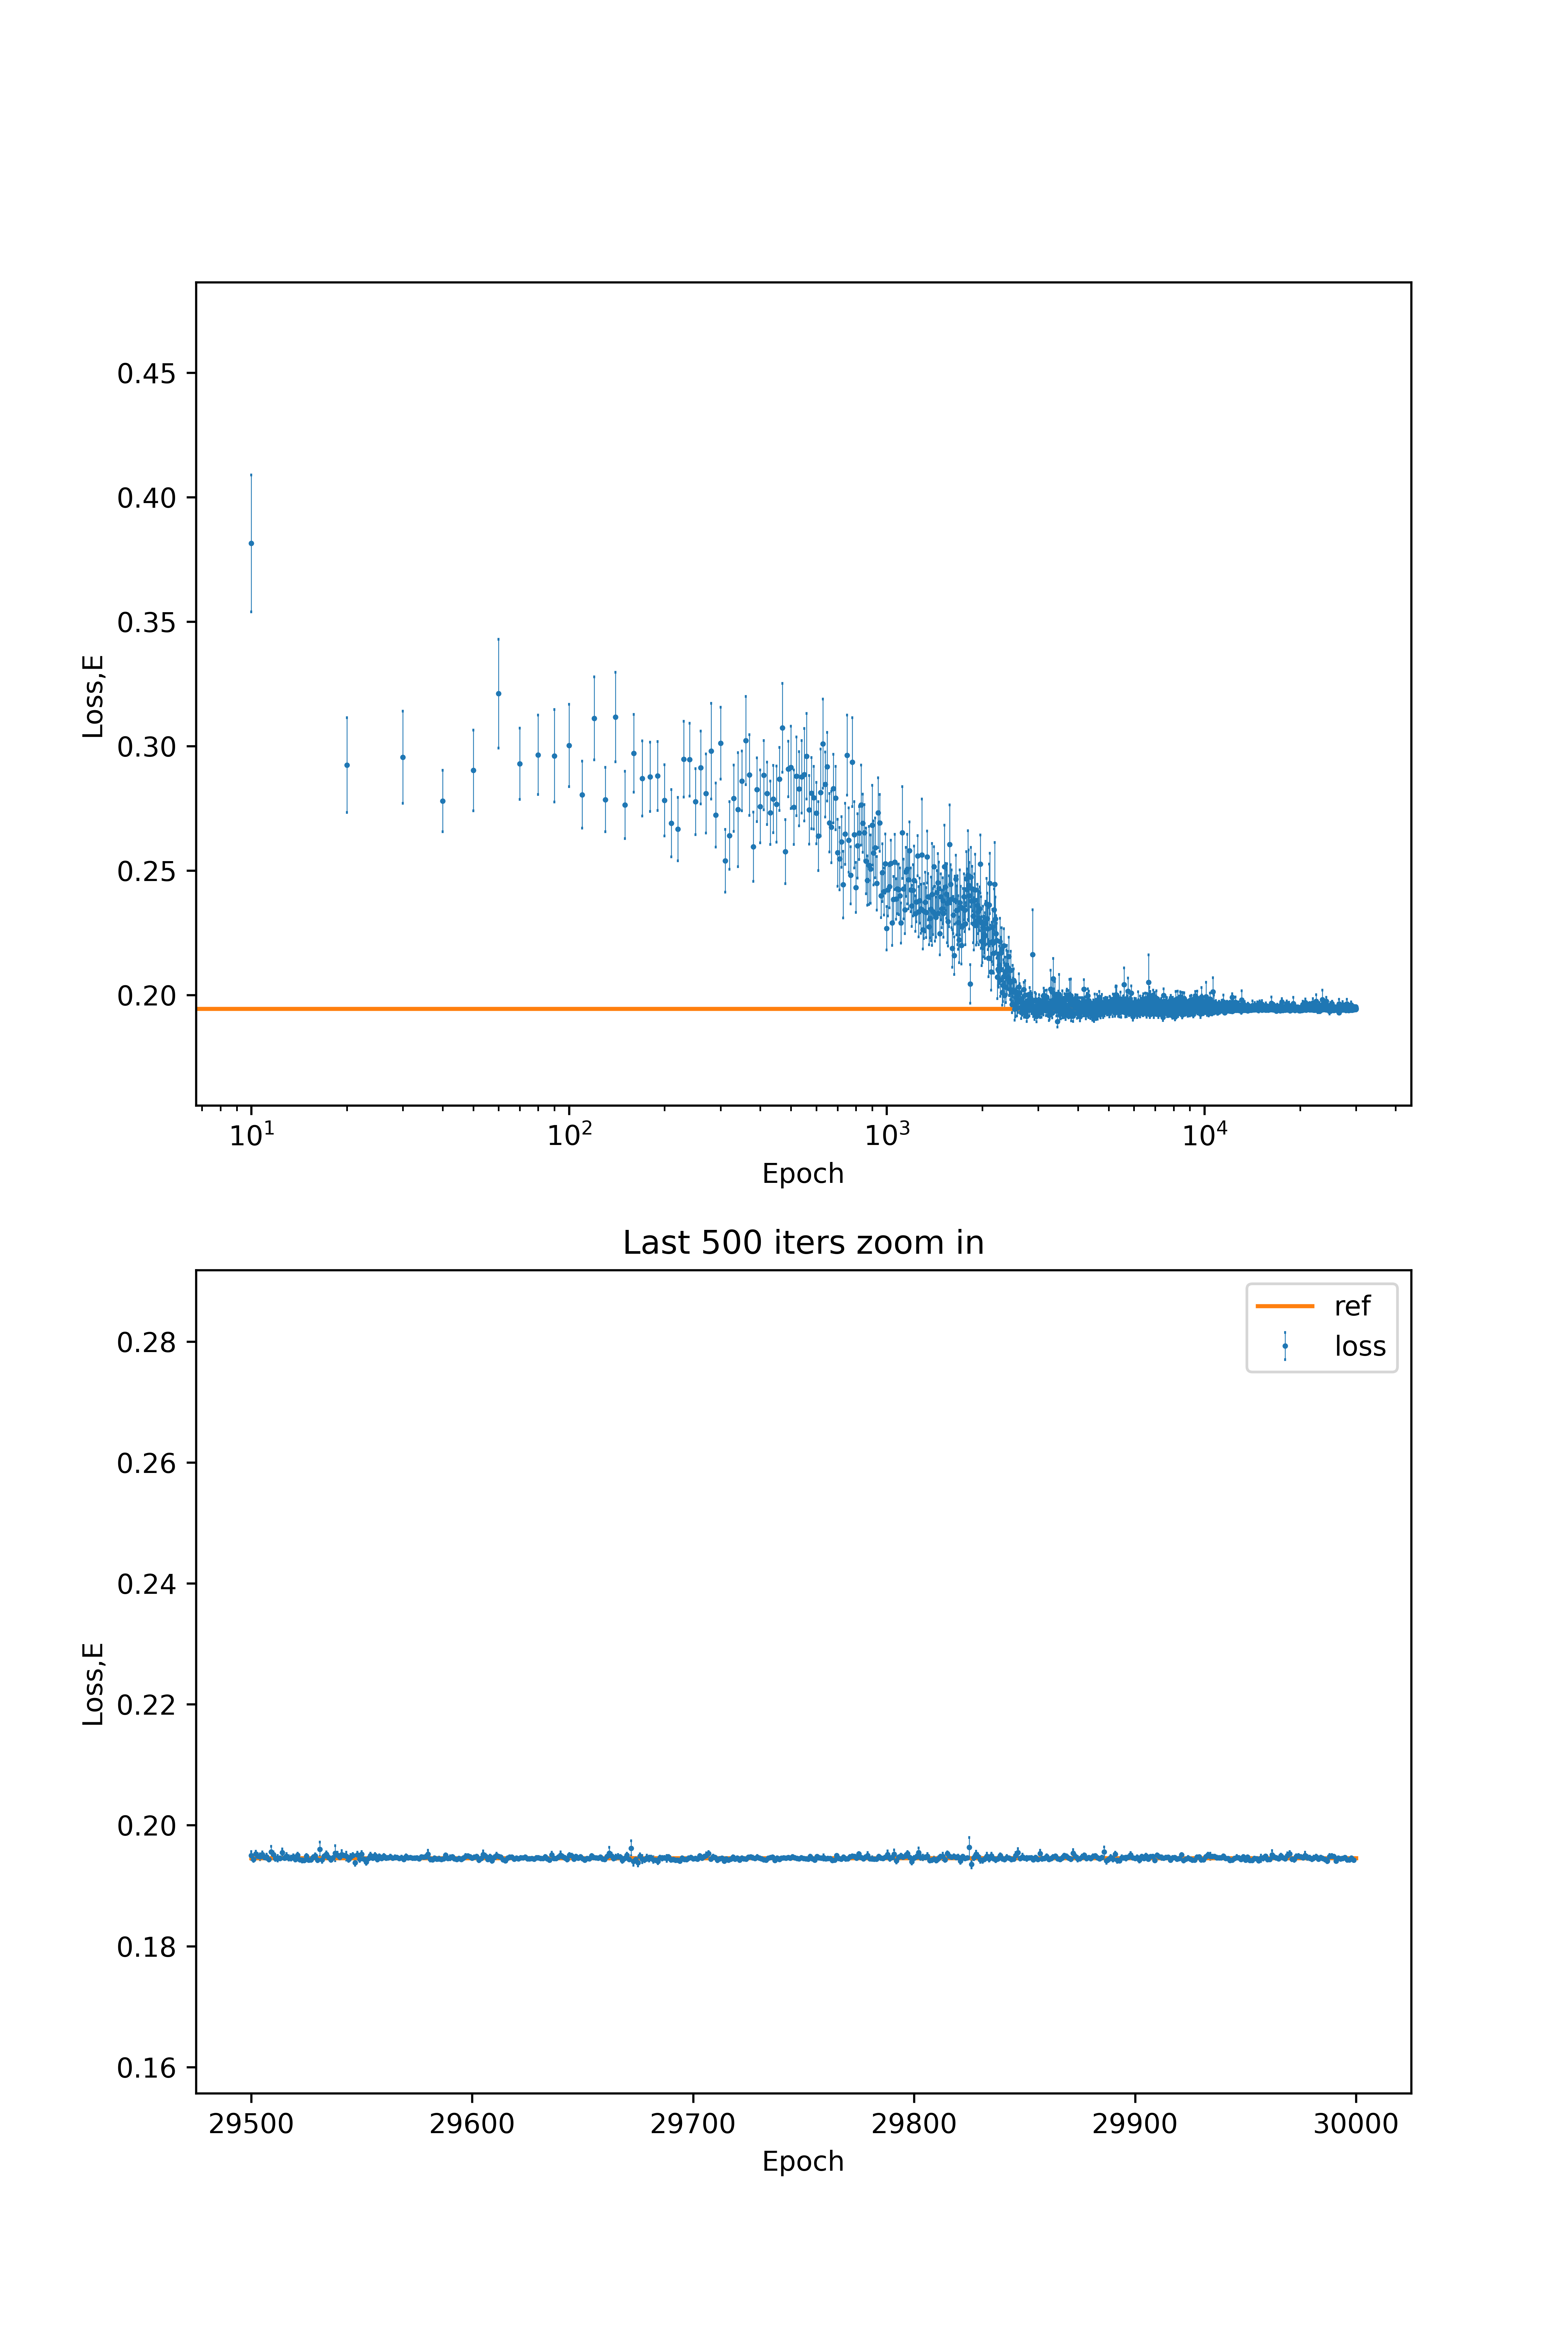 0.45
0.40
0.35
0.30
0.25
0.20
Loss,E
10¹ 10² 10³ 10⁴
Epoch
Last 500 iters zoom in
ref
loss
0.28
0.26
0.24
0.22
0.20
0.18
0.16
Loss,E
29500 29600 29700 29800 29900 30000
Epoch